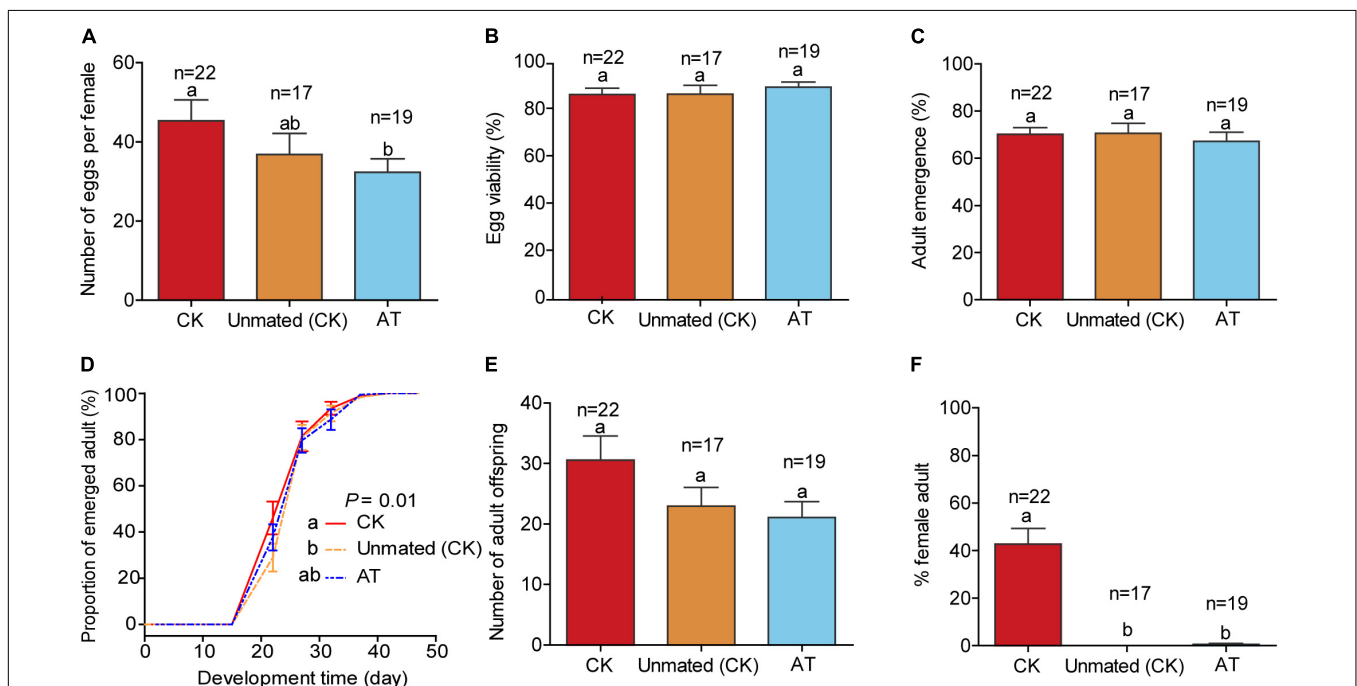 A
Number of eggs per female
60
40
20
0
n=22
a
n=17
ab
n=19
b
CK
Unmated (CK)
AT
B
Egg viability (%)
100
80
60
40
20
0
n=22
a
n=17
a
n=19
a
CK
Unmated (CK)
AT
C
Adult emergence (%)
100
80
60
40
20
0
n=22
a
n=17
a
n=19
a
CK
Unmated (CK)
AT
D
Proportion of emerged adult (%)
100
80
60
40
20
0
P= 0.01
a CK
b Unmated (CK)
ab AT
0 10 20 30 40 50
Development time (day)
E
Number of adult offspring
40
30
20
10
0
n=22
a
n=17
a
n=19
a
CK
Unmated (CK)
AT
F
% female adult
100
80
60
40
20
0
n=22
a
n=17
b
n=19
b
CK
Unmated (CK)
AT